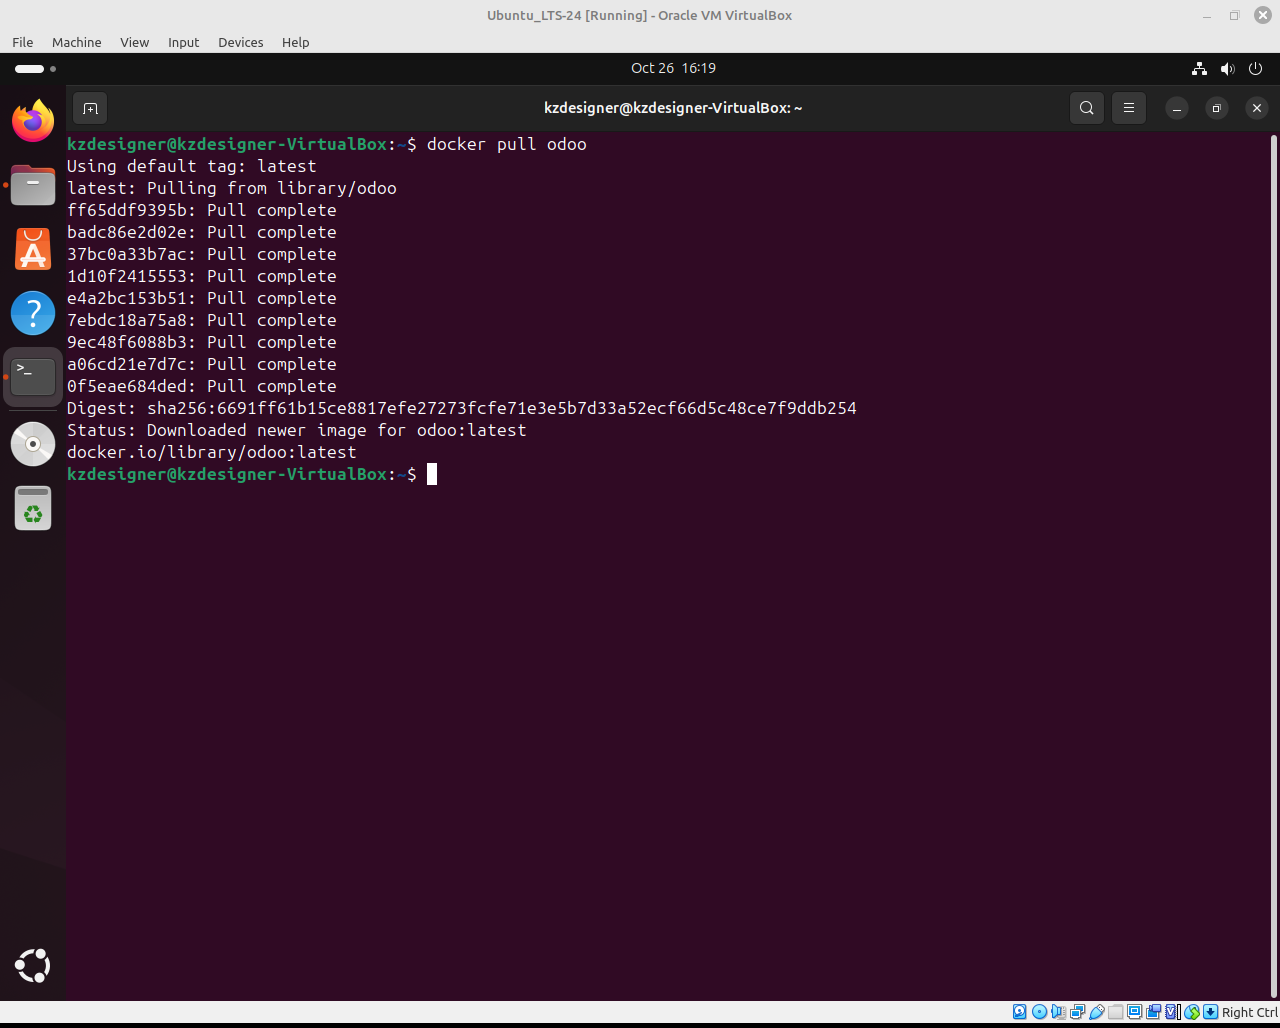 Ubuntu_LTS-24 [Running] - Oracle VM VirtualBox
File Machine View Input Devices Help
Oct 26 16:19
kzdesigner@kzdesigner-VirtualBox: ~
kzdesigner@kzdesigner-VirtualBox:~$ docker pull odoo
Using default tag: latest
latest: Pulling from library/odoo
ff65ddf9395b: Pull complete
badc86e2d02e: Pull complete
37bc0a33b7ac: Pull complete
1d10f2415553: Pull complete
e4a2bc153b51: Pull complete
7ebdc18a75a8: Pull complete
9ec48f6088b3: Pull complete
a06cd21e7d7c: Pull complete
0f5eae684ded: Pull complete
Digest: sha256:6691ff61b15ce8817efe27273fcfe71e3e5b7d33a52ecf66d5c48ce7f9ddb254
Status: Downloaded newer image for odoo:latest
docker.io/library/odoo:latest
kzdesigner@kzdesigner-VirtualBox:~$
Right Ctrl